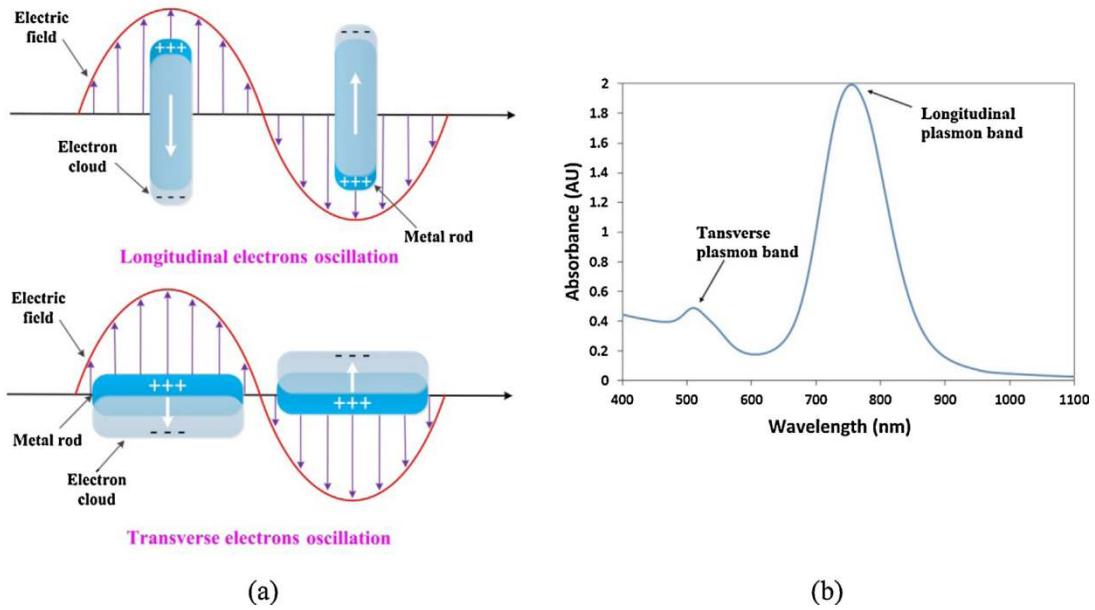 Electric
field
+++
- - -
Electron
cloud
- - -
+++
Metal rod
Longitudinal electrons oscillation
Electric
field
+++
- - -
Metal rod
Electron
cloud
- - -
+++
Transverse electrons oscillation
(a)
Absorbance (AU)
2
1.8
1.6
1.4
1.2
1
0.8
0.6
0.4
0.2
0
Longitudinal
plasmon band
Tansverse
plasmon band
400 500 600 700 800 900 1000 1100
Wavelength (nm)
(b)